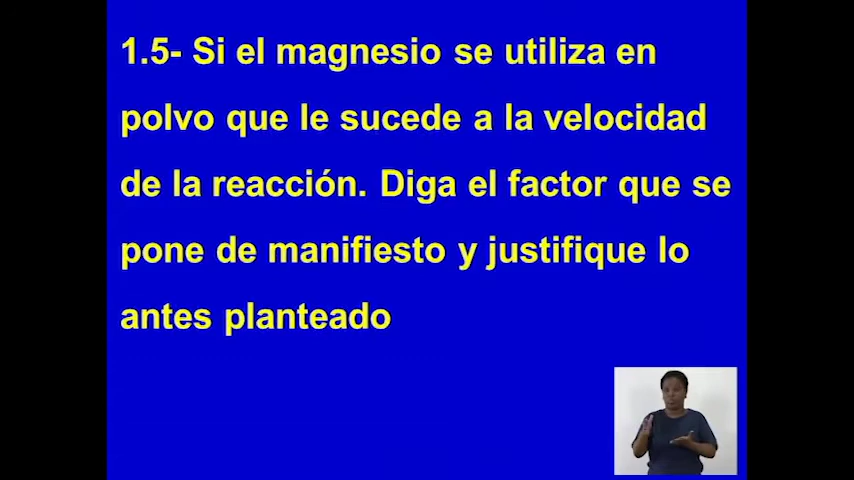 1.5- Si el magnesio se utiliza en
polvo que le sucede a la velocidad
de la reacción. Diga el factor que se
pone de manifiesto y justifique lo
antes planteado